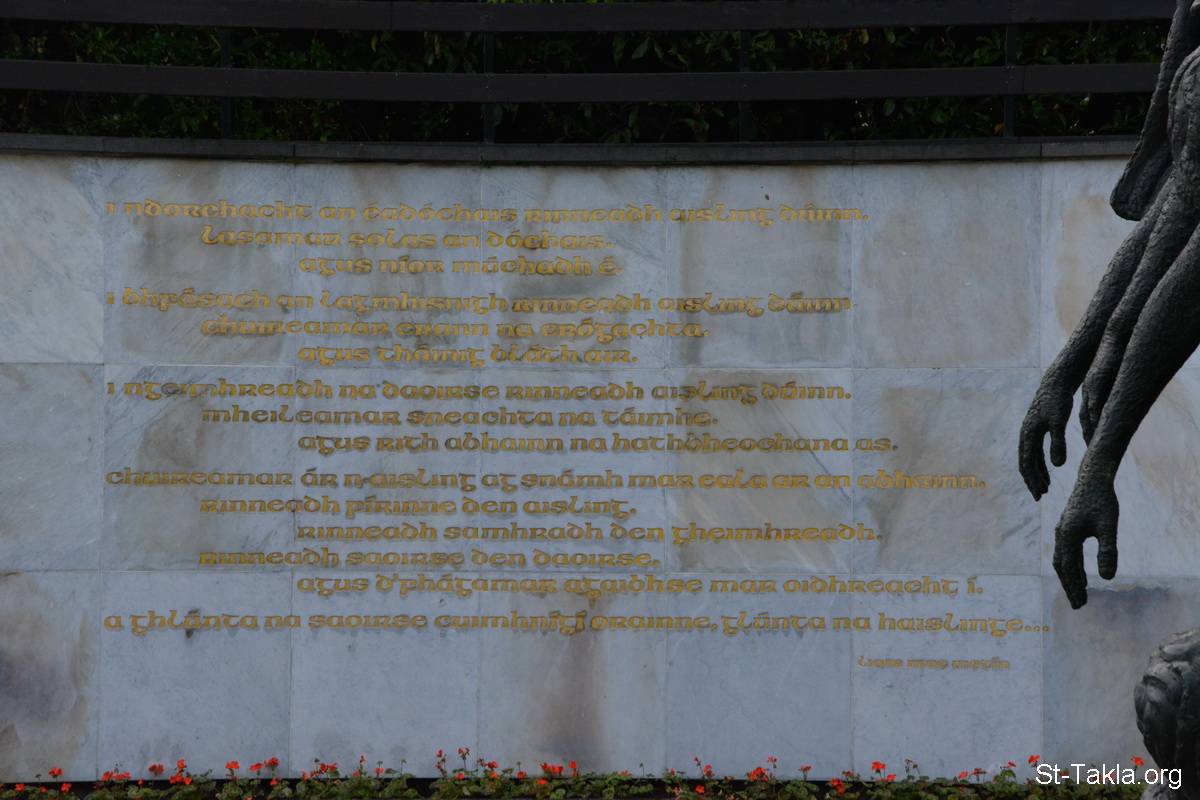 i ndorchacht an éadóchais rinneadh aisling dúinn.
lasamar solas an dóchais.
agus níor múchadh é.
i bhfásach an lagmhisnigh rinneadh aisling dúinn.
chuireamar crann na crógachta.
agus tháinig bláth air.
i ngeimhreadh na daoirse rinneadh aisling dúinn.
mheileamar sneachta na táimhe.
agus rith abhainn na hathbheochana as.
chuireamar ár n-aisling ag snámh mar eala ar an abhainn.
rinneadh fírinne den aisling.
rinneadh samhradh den gheimhreadh.
rinneadh saoirse den daoirse.
agus d'fhágamar agaibhse mar oidhreacht í.
a ghlúnta na saoirse cuimhnígí orainne, glúnta na haislinge...
liam mac uistín
St-Takla.org